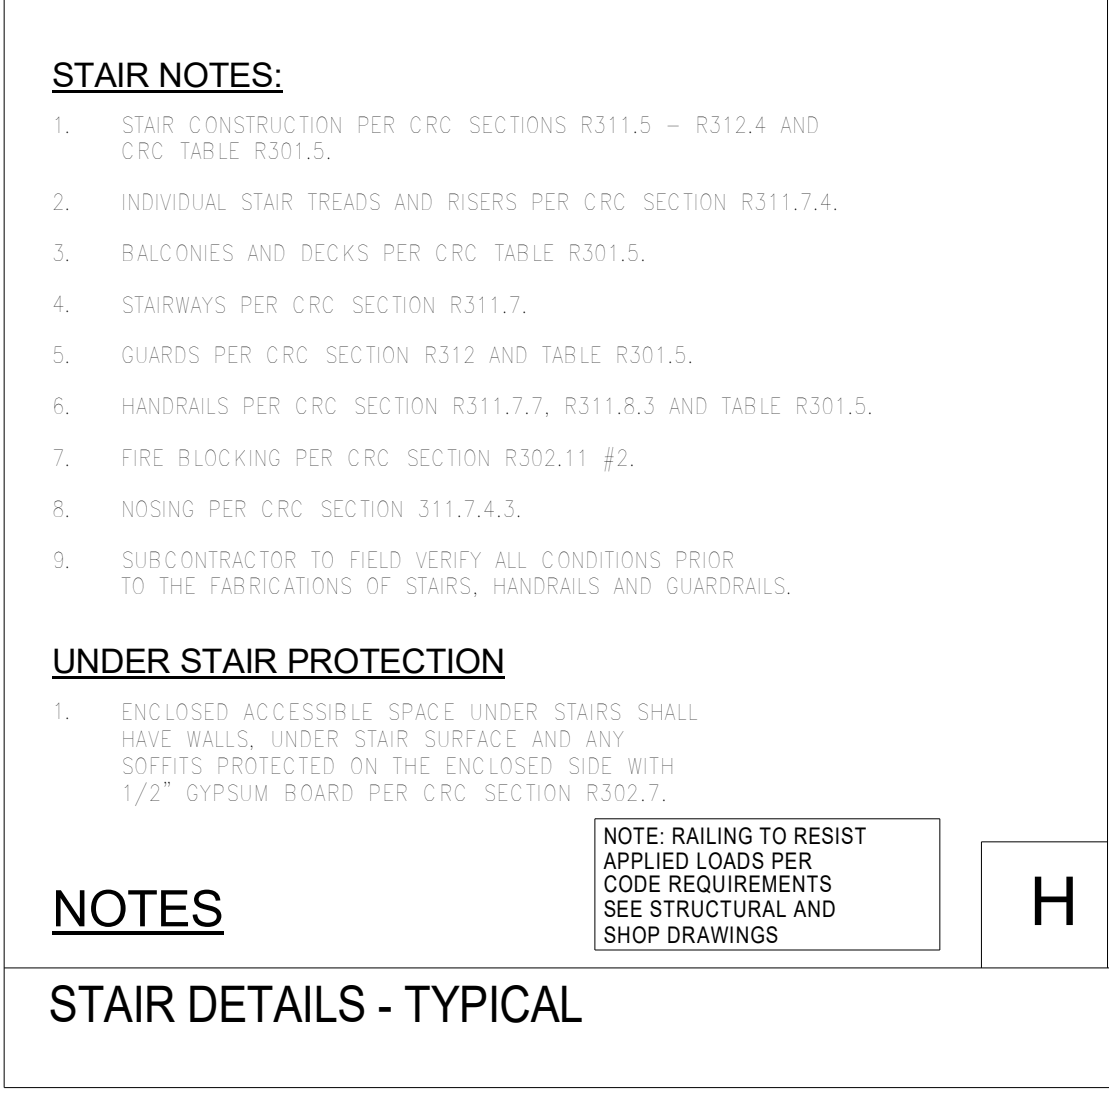 STAIR NOTES:
1. STAIR CONSTRUCTION PER CRC SECTIONS R311.5 – R312.4 AND
CRC TABLE R301.5.
2. INDIVIDUAL STAIR TREADS AND RISERS PER CRC SECTION R311.7.4.
3. BALCONIES AND DECKS PER CRC TABLE R301.5.
4. STAIRWAYS PER CRC SECTION R311.7.
5. GUARDS PER CRC SECTION R312 AND TABLE R301.5.
6. HANDRAILS PER CRC SECTION R311.7.7, R311.8.3 AND TABLE R301.5.
7. FIRE BLOCKING PER CRC SECTION R302.11 #2.
8. NOSING PER CRC SECTION 311.7.4.3.
9. SUBCONTRACTOR TO FIELD VERIFY ALL CONDITIONS PRIOR
TO THE FABRICATIONS OF STAIRS, HANDRAILS AND GUARDRAILS.
UNDER STAIR PROTECTION
1. ENCLOSED ACCESSIBLE SPACE UNDER STAIRS SHALL
HAVE WALLS, UNDER STAIR SURFACE AND ANY
SOFFITS PROTECTED ON THE ENCLOSED SIDE WITH
1/2” GYPSUM BOARD PER CRC SECTION R302.7.
NOTE: RAILING TO RESIST
APPLIED LOADS PER
CODE REQUIREMENTS
SEE STRUCTURAL AND
SHOP DRAWINGS
NOTES
H
STAIR DETAILS - TYPICAL